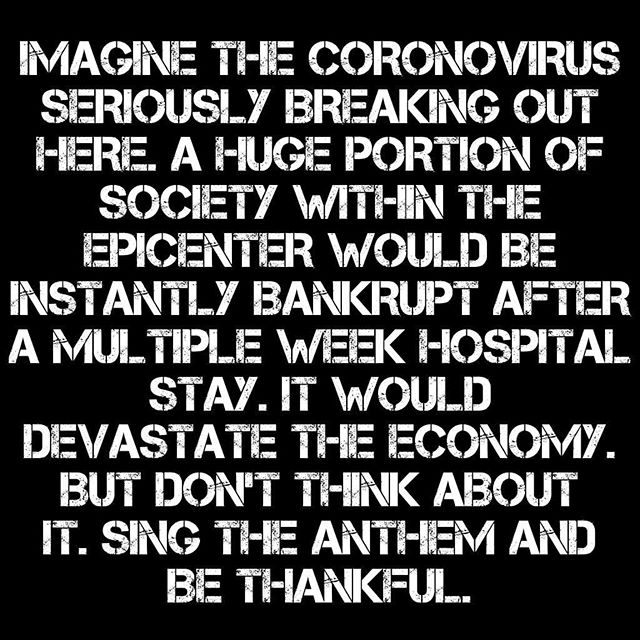 IMAGINE THE CORONOVIRUS
SERIOUSLY BREAKING OUT
HERE. A HUGE PORTION OF
SOCIETY WITHIN THE
EPICENTER WOULD BE
INSTANTLY BANKRUPT AFTER
A MULTIPLE WEEK HOSPITAL
STAY. IT WOULD
DEVASTATE THE ECONOMY.
BUT DON'T THINK ABOUT
IT. SING THE ANTHEM AND
BE THANKFUL.